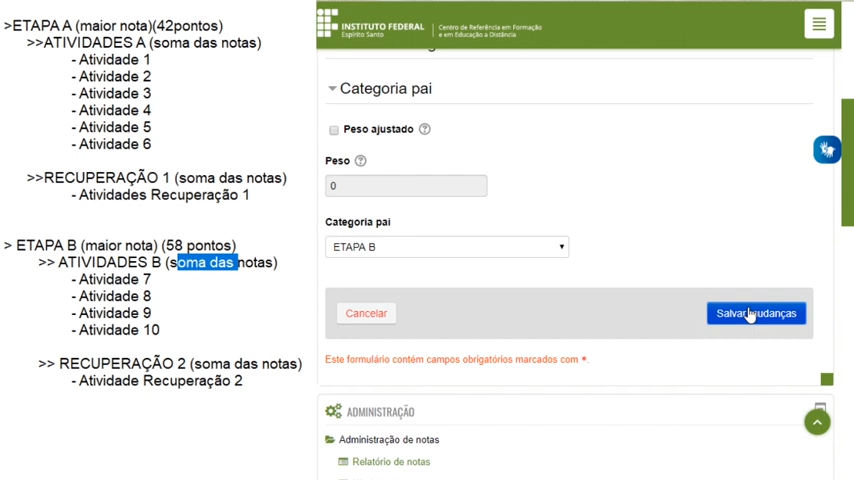 >ETAPA A (maior nota)(42pontos)
>>ATIVIDADES A (soma das notas)
- Atividade 1
- Atividade 2
- Atividade 3
- Atividade 4
- Atividade 5
- Atividade 6
>>RECUPERAÇÃO 1 (soma das notas)
- Atividades Recuperação 1
> ETAPA B (maior nota) (58 pontos)
>> ATIVIDADES B (soma das notas)
- Atividade 7
- Atividade 8
- Atividade 9
- Atividade 10
>> RECUPERAÇÃO 2 (soma das notas)
- Atividade Recuperação 2
INSTITUTO FEDERAL
Espírito Santo
Centro de Referência em Formação
e em Educação a Distância
Categoria pai
Peso ajustado
Peso
0
Categoria pai
ETAPA B
Cancelar
Salvar mudanças
Este formulário contém campos obrigatórios marcados com *.
ADMINISTRAÇÃO
Administração de notas
Relatório de notas